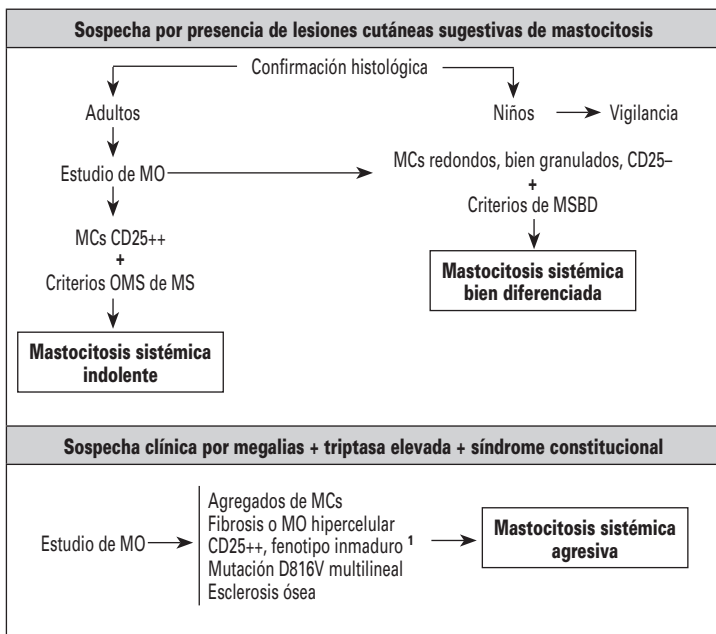 Sospecha por presencia de lesiones cutáneas sugestivas de mastocitosis
Confirmación histológica
Adultos
Niños
Vigilancia
Estudio de MO
MCs redondos, bien granulados, CD25–
+
Criterios de MSBD
MCs CD25++
+
Criterios OMS de MS
Mastocitosis sistémica
bien diferenciada
Mastocitosis sistémica
indolente
Sospecha clínica por megalias + triptasa elevada + síndrome constitucional
Estudio de MO
Agregados de MCs
Fibrosis o MO hipercelular
CD25++, fenotipo inmaduro ¹
Mutación D816V multilineal
Esclerosis ósea
Mastocitosis sistémica
agresiva